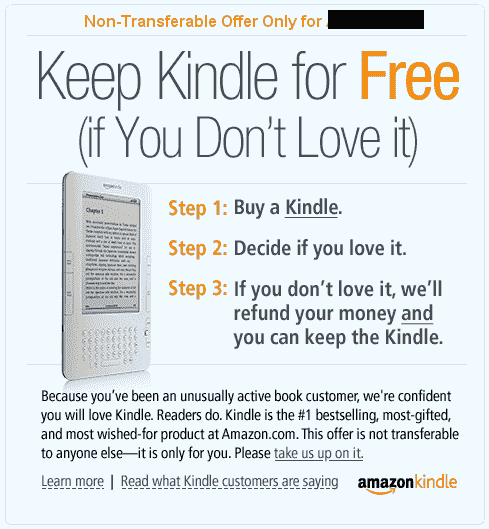 Non-Transferable Offer Only for
Keep Kindle for Free
(if You Don't Love it)
Step 1: Buy a Kindle.
Step 2: Decide if you love it.
Step 3: If you don't love it, we'll
refund your money and
you can keep the Kindle.
amazonkindle
Chapter 1
Because you've been an unusually active book customer, we're confident
you will love Kindle. Readers do. Kindle is the #1 bestselling, most-gifted,
and most wished-for product at Amazon.com. This offer is not transferable
to anyone else—it is only for you. Please take us up on it.
Learn more | Read what Kindle customers are saying
amazonkindle